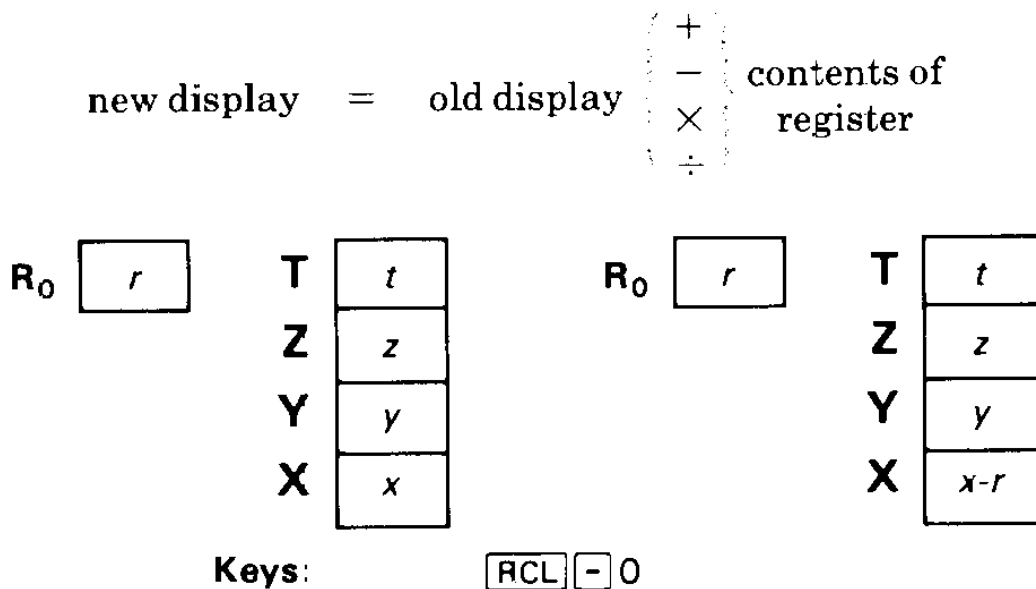 +
− contents of
new display = old display
× register
÷
R₀ r T t R₀ r T t
Z z Z z
Y y Y y
X x X x-r
Keys: RCL - 0